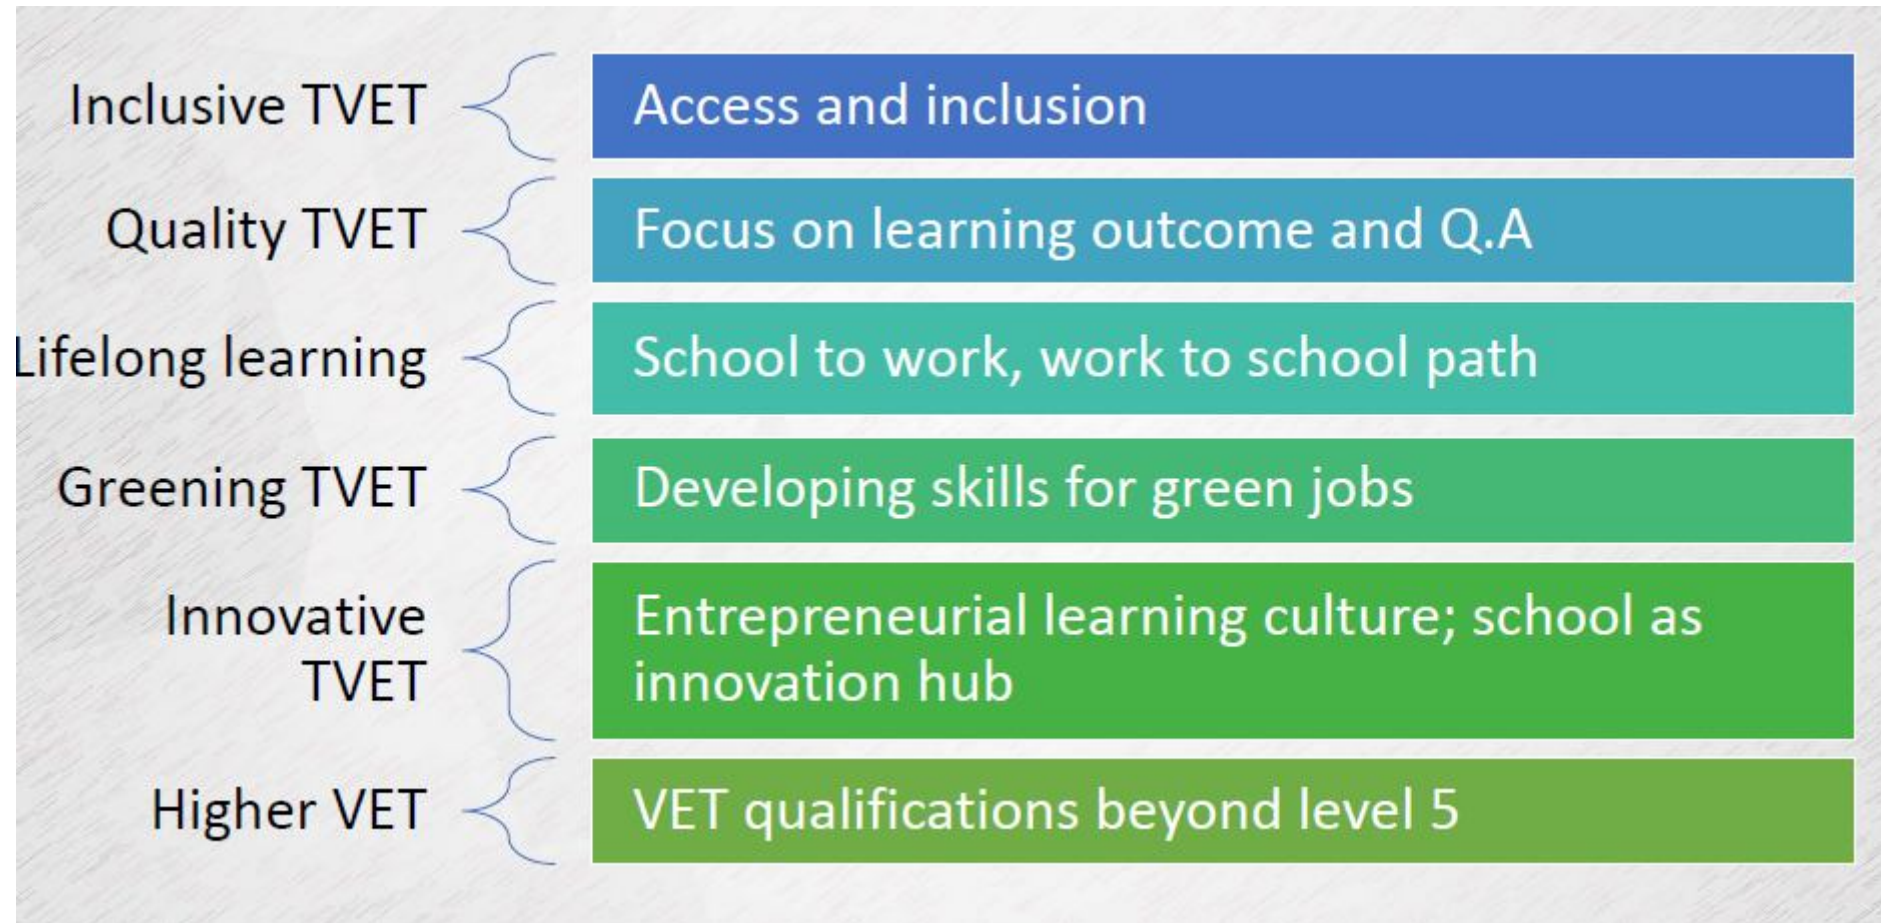 Inclusive TVET
Access and inclusion
Quality TVET
Focus on learning outcome and Q.A
Lifelong learning
School to work, work to school path
Greening TVET
Developing skills for green jobs
Innovative
TVET
Entrepreneurial learning culture; school as
innovation hub
Higher VET
VET qualifications beyond level 5